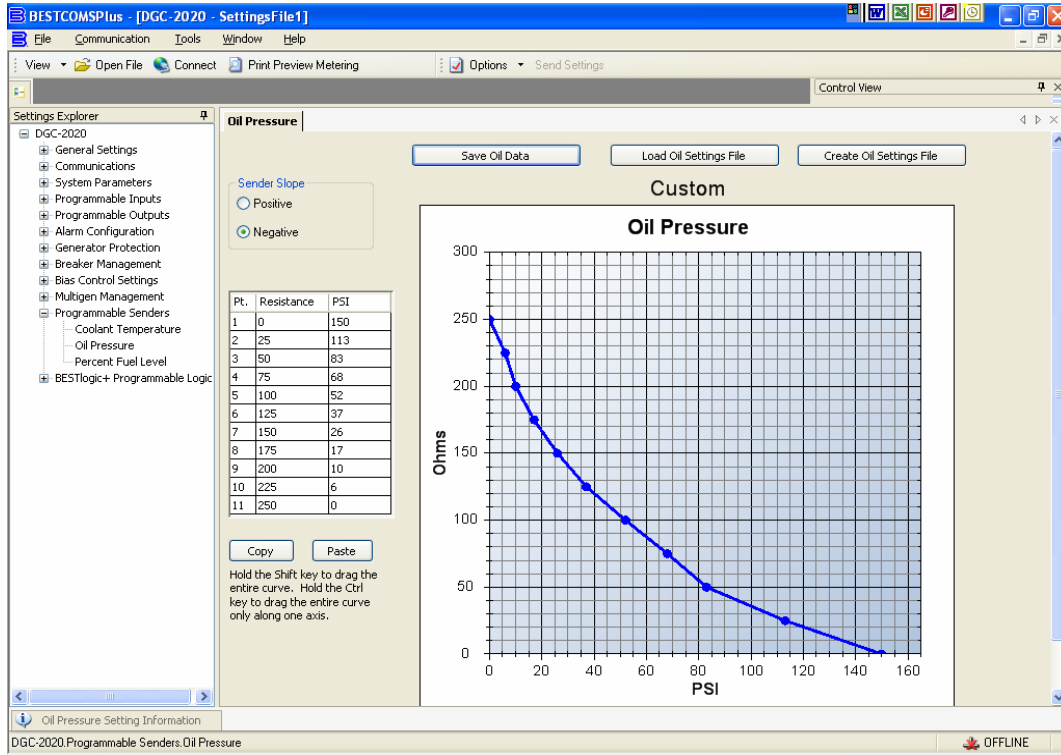 BESTCOMSPlus - [DGC-2020 - SettingsFile1]
File Communication Tools Window Help
View Open File Connect Print Preview Metering Options Send Settings
Control View
Settings Explorer
DGC-2020
General Settings
Communications
System Parameters
Programmable Inputs
Programmable Outputs
Alarm Configuration
Generator Protection
Breaker Management
Bias Control Settings
Multigen Management
Programmable Senders
Coolant Temperature
Oil Pressure
Percent Fuel Level
BESTlogic+ Programmable Logic
Oil Pressure
Save Oil Data Load Oil Settings File Create Oil Settings File
Sender Slope
Positive
Negative
Pt. Resistance PSI
1 0 150
2 25 113
3 50 83
4 75 68
5 100 52
6 125 37
7 150 26
8 175 17
9 200 10
10 225 6
11 250 0
Copy Paste
Hold the Shift key to drag the
entire curve. Hold the Ctrl
key to drag the entire curve
only along one axis.
Custom
Oil Pressure
300
250
200
150
100
50
0
Ohms
0 20 40 60 80 100 120 140 160
PSI
Oil Pressure Setting Information
DGC-2020.Programmable Senders.Oil Pressure
OFFLINE